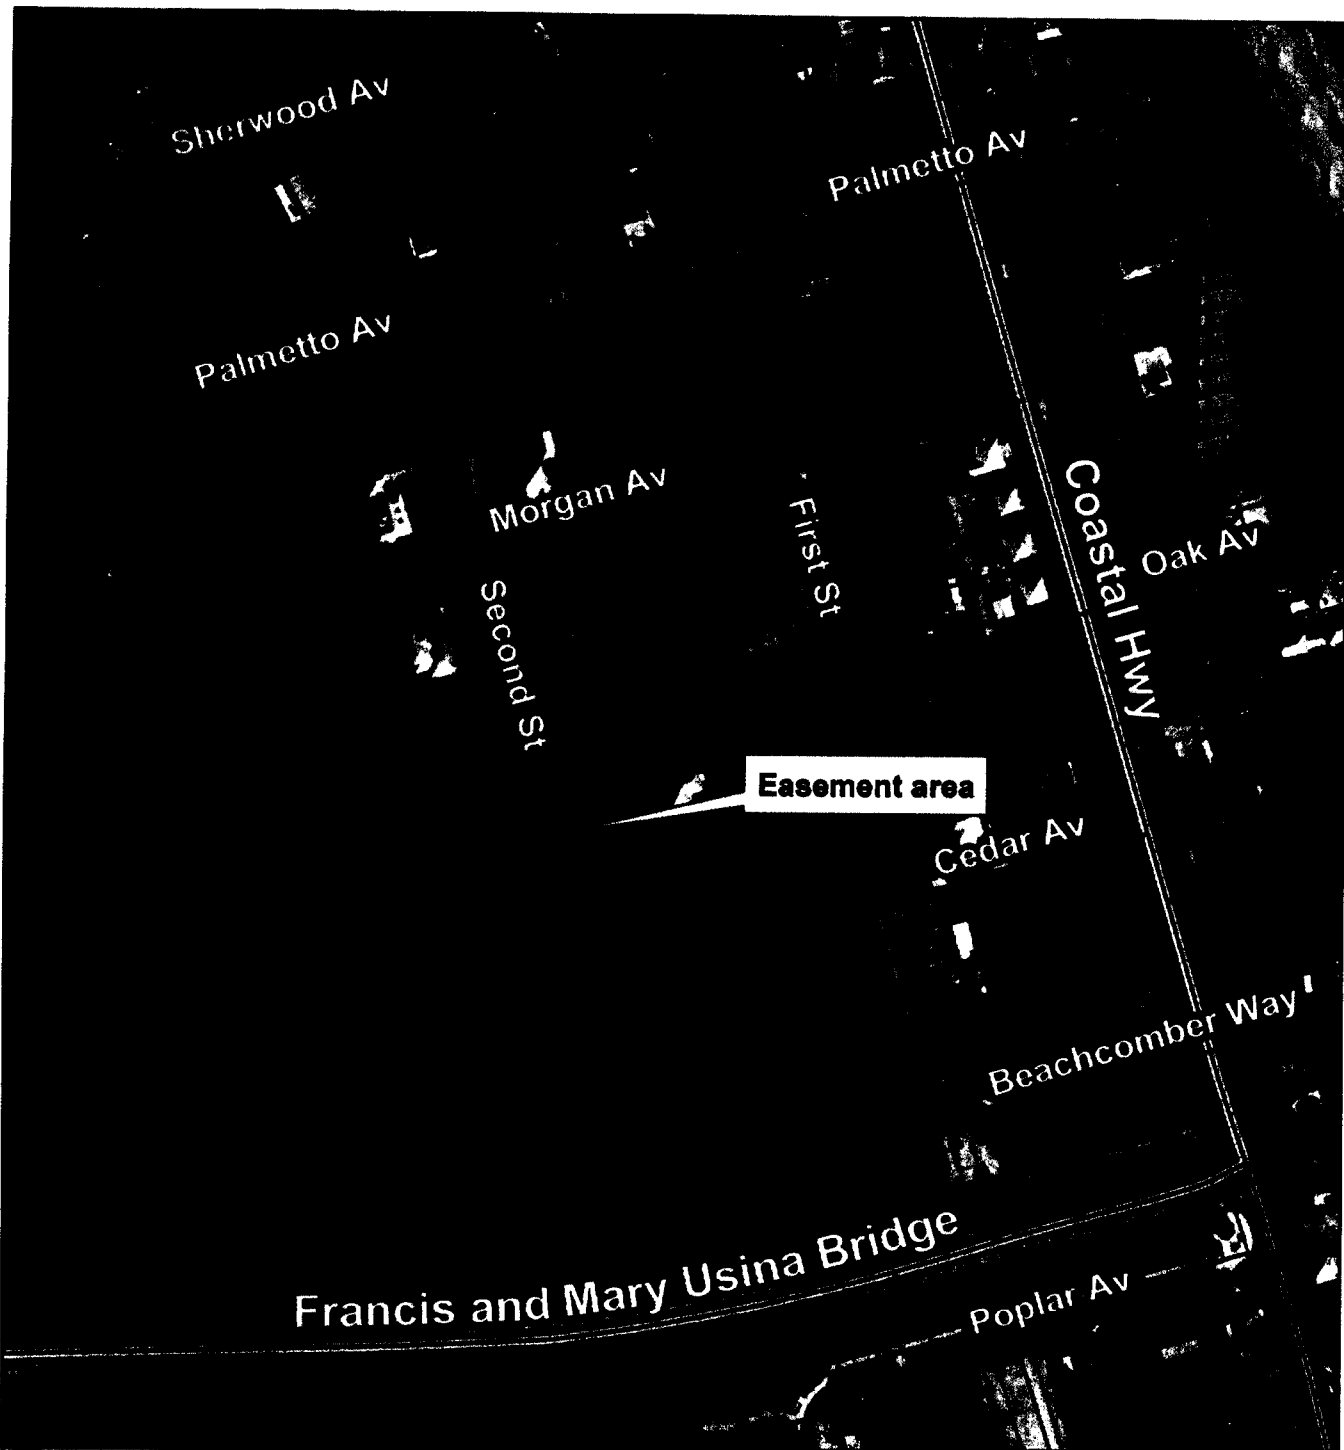 Sherwood Av
Palmetto Av
Palmetto Av
Morgan Av
First St
Coastal Hwy
Oak Av
Second St
Easement area
Cedar Av
Beachcomber Way
Francis and Mary Usina Bridge
Poplar Av